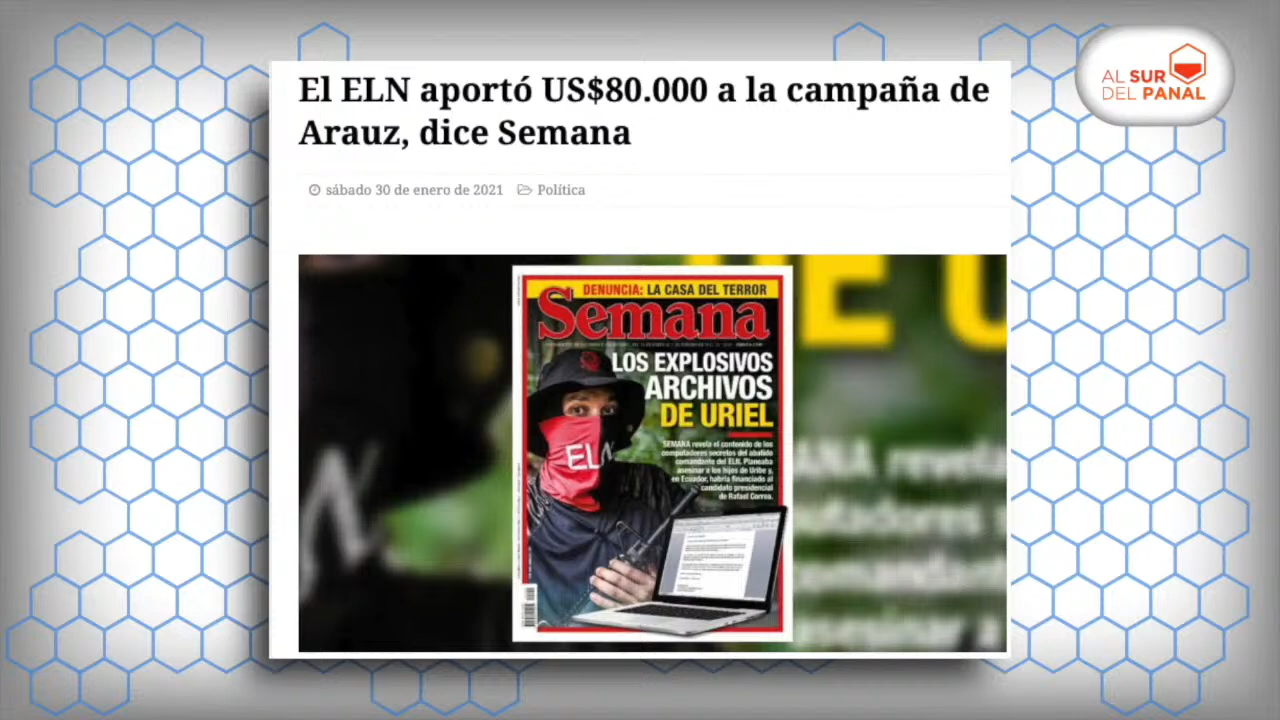 El ELN aportó US$80.000 a la campaña de
Arauz, dice Semana
sábado 30 de enero de 2021 Política
AL SUR
DEL PANAL
DENUNCIA: LA CASA DEL TERROR
Semana
LOS EXPLOSIVOS
ARCHIVOS
DE URIEL
SEMANA revela el contenido de los
computadores secretos del abatido
comandante del ELN. Planeaba
asesinar a los hijos de Uribe y,
en Ecuador, habría financiado al
candidato presidencial
de Rafael Correa.
ELN